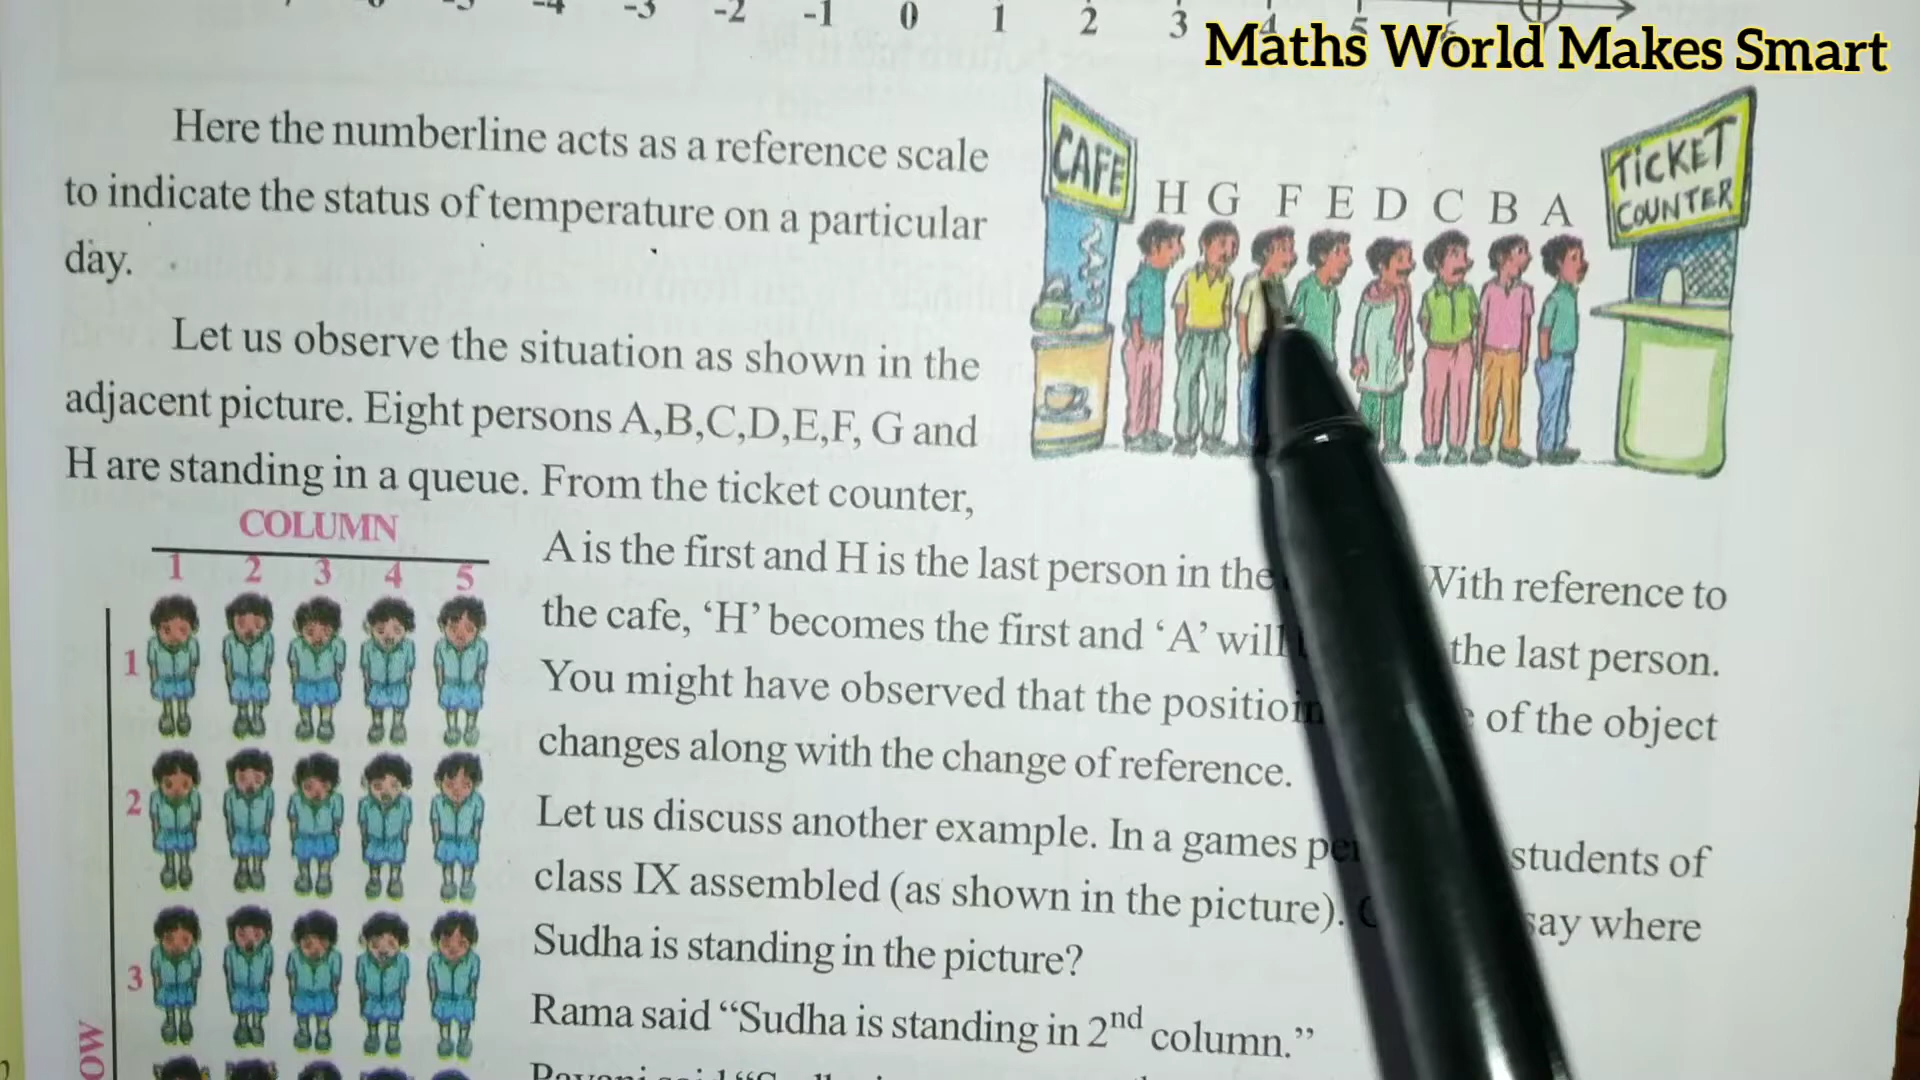 -3 -2 -1 0 1 2 3 4 5
Maths World Makes Smart
Here the numberline acts as a reference scale
to indicate the status of temperature on a particular
day.
CAFE
H G F E D C B A
TiCKET
COUNTER
Let us observe the situation as shown in the
adjacent picture. Eight persons A,B,C,D,E,F, G and
H are standing in a queue. From the ticket counter,
COLUMN
1 2 3 4 5
1
2
3
A is the first and H is the last person in the With reference to
the cafe, ‘H’ becomes the first and ‘A’ will the last person.
You might have observed that the of the object
changes along with the change of reference.
Let us discuss another example. In a games students of
class IX assembled (as shown in the picture). say where
Sudha is standing in the picture?
Rama said “Sudha is standing in 2nd column.”